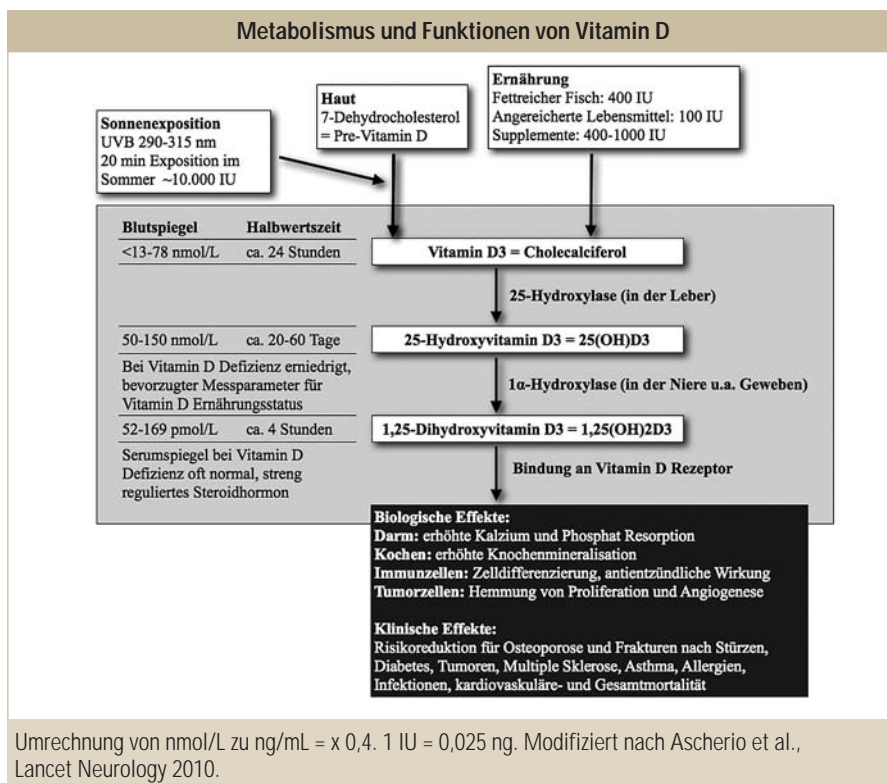 Metabolismus und Funktionen von Vitamin D
Sonnenexposition
UVB 290-315 nm
20 min Exposition im
Sommer ~10.000 IU
Haut
7-Dehydrocholesterol
= Pre-Vitamin D
Ernährung
Fettreicher Fisch: 400 IU
Angereicherte Lebensmittel: 100 IU
Supplemente: 400-1000 IU
Blutspiegel Halbwertszeit
<13-78 nmol/L ca. 24 Stunden
Vitamin D3 = Cholecalciferol
25-Hydroxylase (in der Leber)
50-150 nmol/L ca. 20-60 Tage
25-Hydroxyvitamin D3 = 25(OH)D3
Bei Vitamin D Defizienz erniedrigt,
bevorzugter Messparameter für
Vitamin D Ernährungsstatus
1α-Hydroxylase (in der Niere u.a. Geweben)
52-169 pmol/L ca. 4 Stunden
1,25-Dihydroxyvitamin D3 = 1,25(OH)2D3
Serumspiegel bei Vitamin D
Defizienz oft normal, streng
reguliertes Steroidhormon
Bindung an Vitamin D Rezeptor
Biologische Effekte:
Darm: erhöhte Kalzium und Phosphat Resorption
Kochen: erhöhte Knochenmineralisation
Immunzellen: Zelldifferenzierung, antientzündliche Wirkung
Tumorzellen: Hemmung von Proliferation und Angiogenese
Klinische Effekte:
Risikoreduktion für Osteoporose und Frakturen nach Stürzen,
Diabetes, Tumoren, Multiple Sklerose, Asthma, Allergien,
Infektionen, kardiovaskuläre- und Gesamtmortalität
Umrechnung von nmol/L zu ng/mL = x 0,4. 1 IU = 0,025 ng. Modifiziert nach Ascherio et al.,
Lancet Neurology 2010.